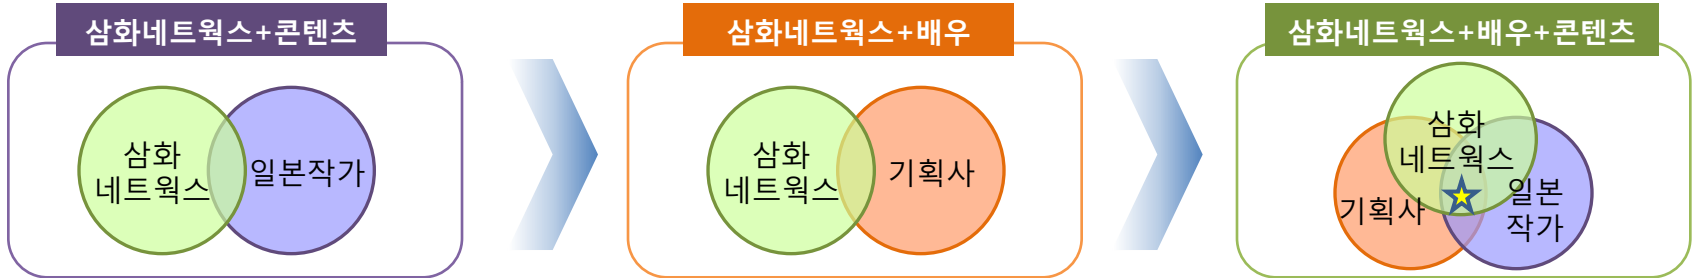 삼화네트웍스+콘텐츠
삼화
네트웍스
일본작가
삼화네트웍스+배우
삼화
네트웍스
기획사
삼화네트웍스+배우+콘텐츠
삼화
네트웍스
기획사
일본
작가